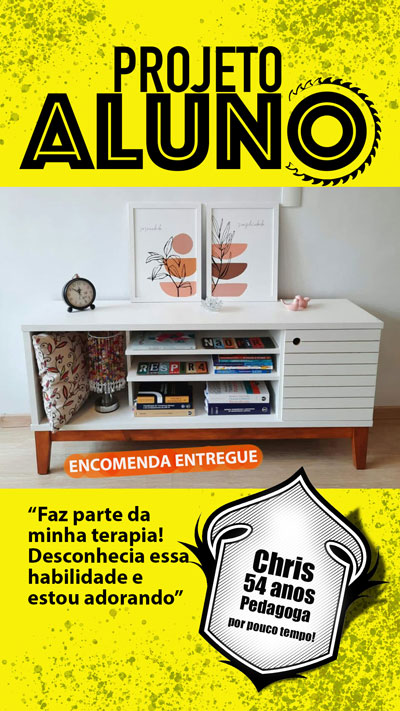 PROJETO
ALUNO
RESPIRA
ENCOMENDA ENTREGUE
“Faz parte da
minha terapia!
Desconhecia essa
habilidade e
estou adorando”
Chris
54 anos
Pedagoga
por pouco tempo!